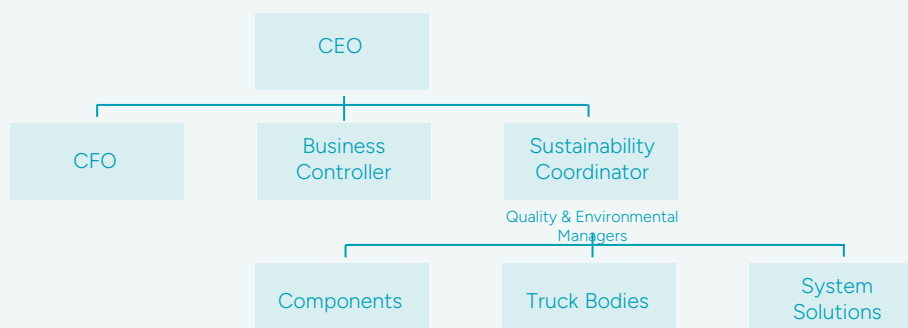 CEO
CFO
Business
Controller
Sustainability
Coordinator
Quality & Environmental
Managers
Components
Truck Bodies
System
Solutions